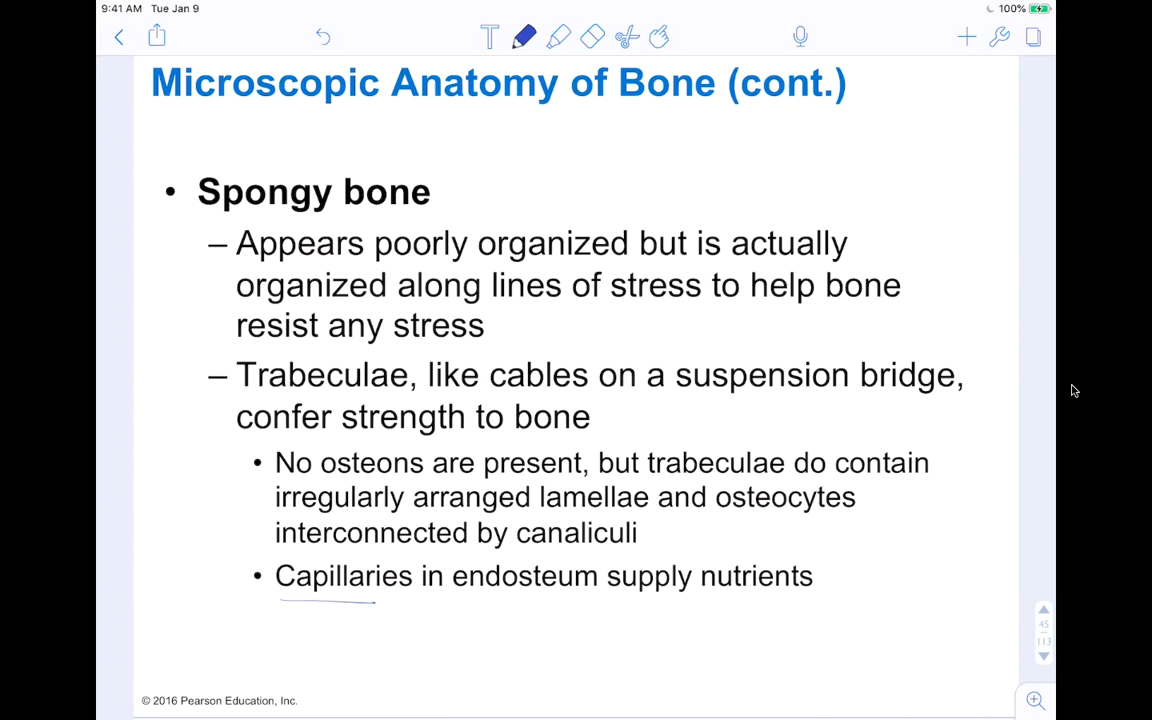 9:41 AM Tue Jan 9
100%
T
Microscopic Anatomy of Bone (cont.)
• Spongy bone
– Appears poorly organized but is actually
organized along lines of stress to help bone
resist any stress
– Trabeculae, like cables on a suspension bridge,
confer strength to bone
• No osteons are present, but trabeculae do contain
irregularly arranged lamellae and osteocytes
interconnected by canaliculi
• Capillaries in endosteum supply nutrients
45
113
© 2016 Pearson Education, Inc.